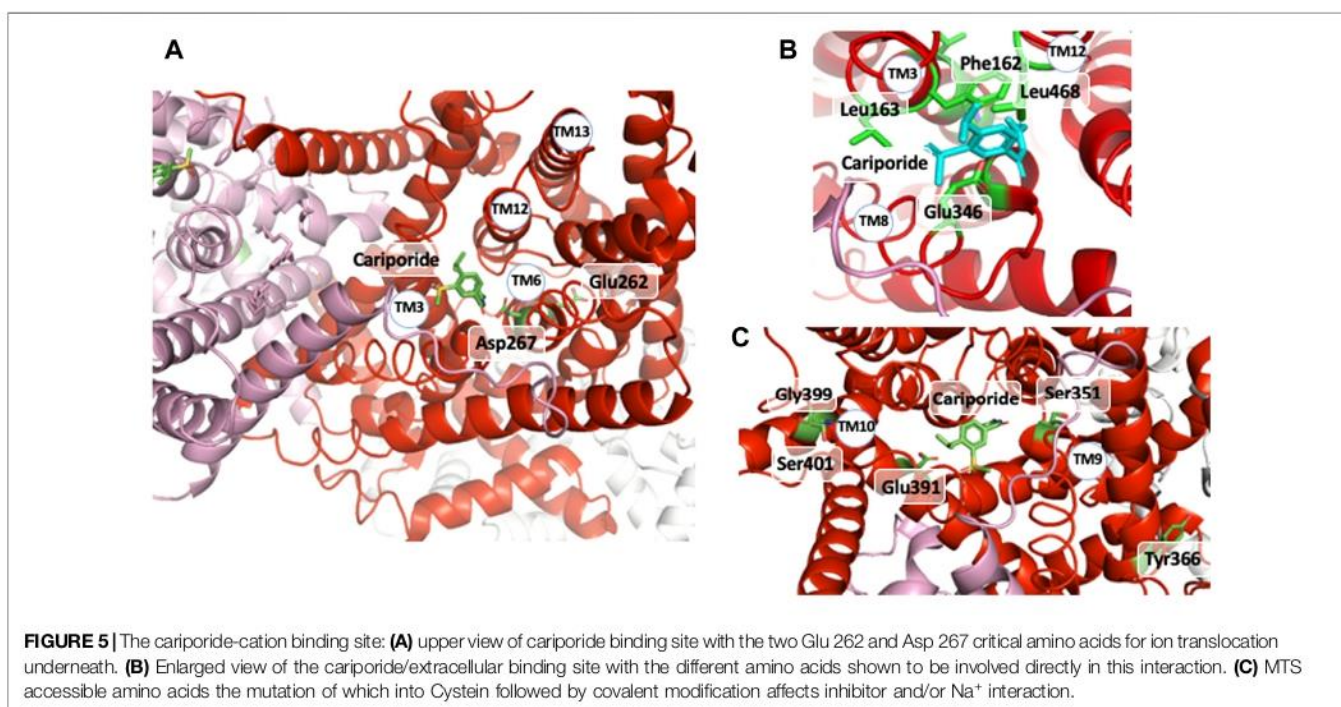 A
TM13
TM12
Cariporide
TM6
Glu262
TM3
Asp267
B
TM12
Phe162
TM3
Leu468
Leu163
Cariporide
Glu346
TM8
C
Gly399
Cariporide
Ser351
TM10
Ser401
TM9
Glu391
Tyr366
FIGURE 5 | The cariporide-cation binding site: (A) upper view of cariporide binding site with the two Glu 262 and Asp 267 critical amino acids for ion translocation
underneath. (B) Enlarged view of the cariporide/extracellular binding site with the different amino acids shown to be involved directly in this interaction. (C) MTS
accessible amino acids the mutation of which into Cystein followed by covalent modification affects inhibitor and/or Na⁺ interaction.